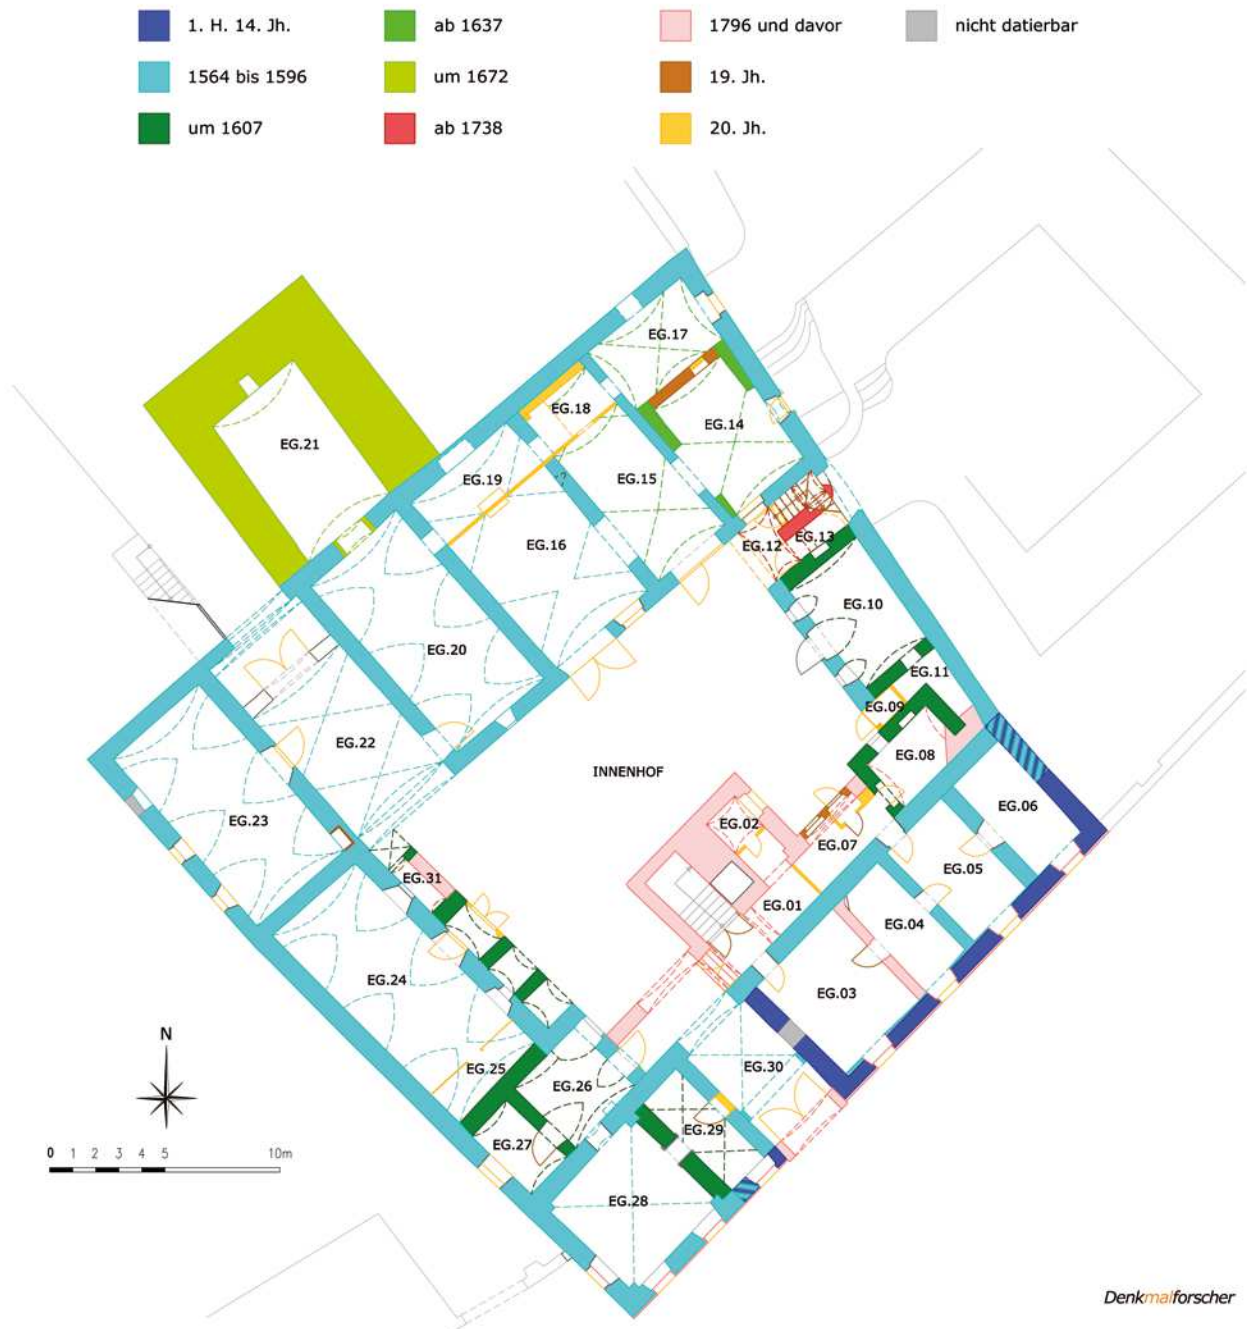 1. H. 14. Jh.
ab 1637
1796 und davor
nicht datierbar
1564 bis 1596
um 1672
19. Jh.
um 1607
ab 1738
20. Jh.
EG.17
EG.18
EG.14
EG.21
EG.19
EG.15
EG.16
EG.12
EG.13
EG.10
EG.20
EG.11
EG.09
EG.22
EG.08
INNENHOF
EG.06
EG.23
EG.02
EG.07
EG.05
EG.31
EG.01
EG.04
EG.24
EG.03
N
EG.25
EG.30
EG.26
EG.29
EG.27
0 1 2 3 4 5 10m
EG.28
Denkmalforscher